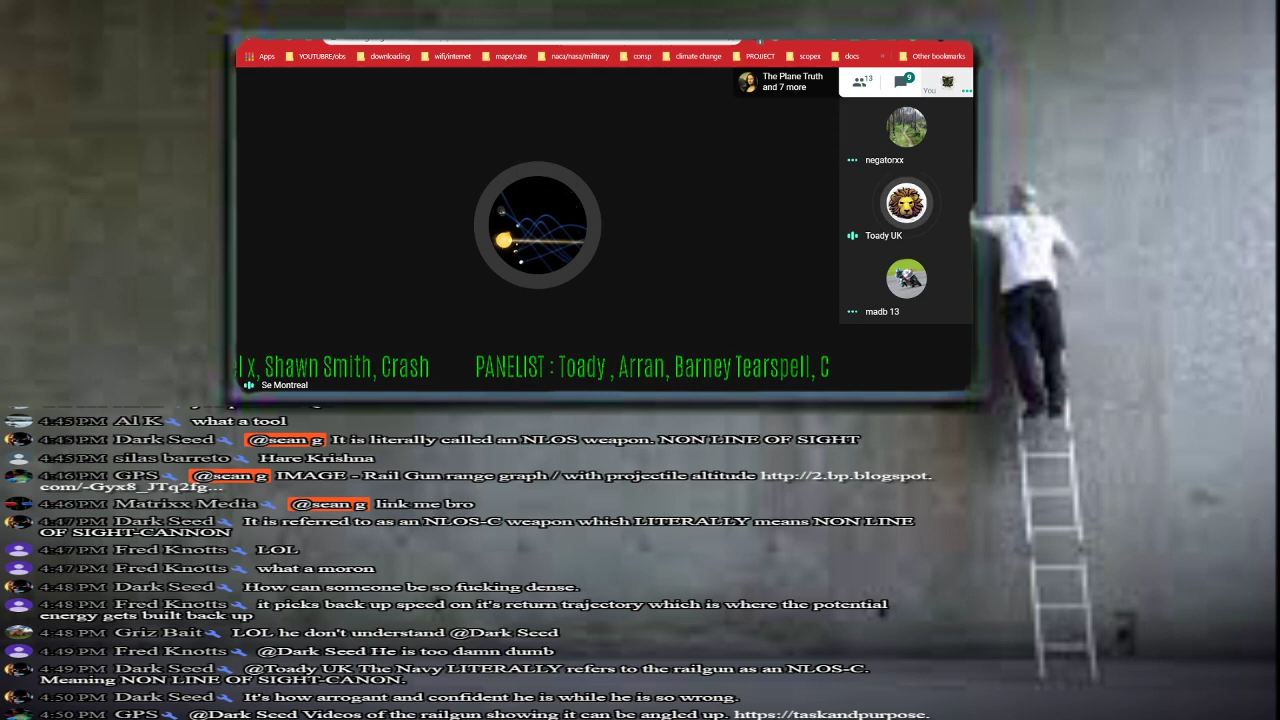 Apps YOUTUBRE/obs downloading wifi/internet maps/sate naca/nasa/militrary consp climate change PROJECT scopex docs Other bookmarks
The Plane Truth
and 7 more
13
9
You
negatorxx
Toady UK
madb 13
l x, Shawn Smith, Crash PANELIST : Toady , Arran, Barney Tearspell, C
Se Montreal
4:45 PM Al K what a tool
4:45 PM Dark Seed @sean g It is literally called an NLOS weapon. NON LINE OF SIGHT
4:45 PM silas barreto Hare Krishna
4:46 PM GPS @sean g IMAGE - Rail Gun range graph / with projectile altitude http://2.bp.blogspot.
com/-Gyx8_JTq2fg...
4:46 PM Matrixx Media @sean g link me bro
4:47 PM Dark Seed It is referred to as an NLOS-C weapon which LITERALLY means NON LINE
OF SIGHT-CANNON
4:47 PM Fred Knotts LOL
4:47 PM Fred Knotts what a moron
4:48 PM Dark Seed How can someone be so fucking dense.
4:48 PM Fred Knotts it picks back up speed on it's return trajectory which is where the potential
energy gets built back up
4:48 PM Griz Bait LOL he don't understand @Dark Seed
4:49 PM Fred Knotts @Dark Seed He is too damn dumb
4:49 PM Dark Seed @Toady UK The Navy LITERALLY refers to the railgun as an NLOS-C.
Meaning NON LINE OF SIGHT-CANON.
4:50 PM Dark Seed It's how arrogant and confident he is while he is so wrong.
4:50 PM GPS @Dark Seed Videos of the railgun showing it can be angled up. https://taskandpurpose.